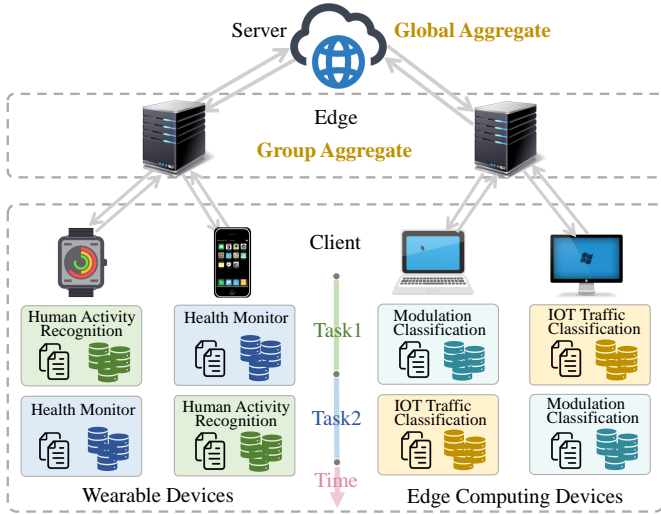 Server
Global Aggregate
Edge
Group Aggregate
Client
Human Activity
Recognition
Health Monitor
Task1
Modulation
Classification
IOT Traffic
Classification
Health Monitor
Human Activity
Recognition
Task2
IOT Traffic
Classification
Modulation
Classification
Time
Wearable Devices
Edge Computing Devices